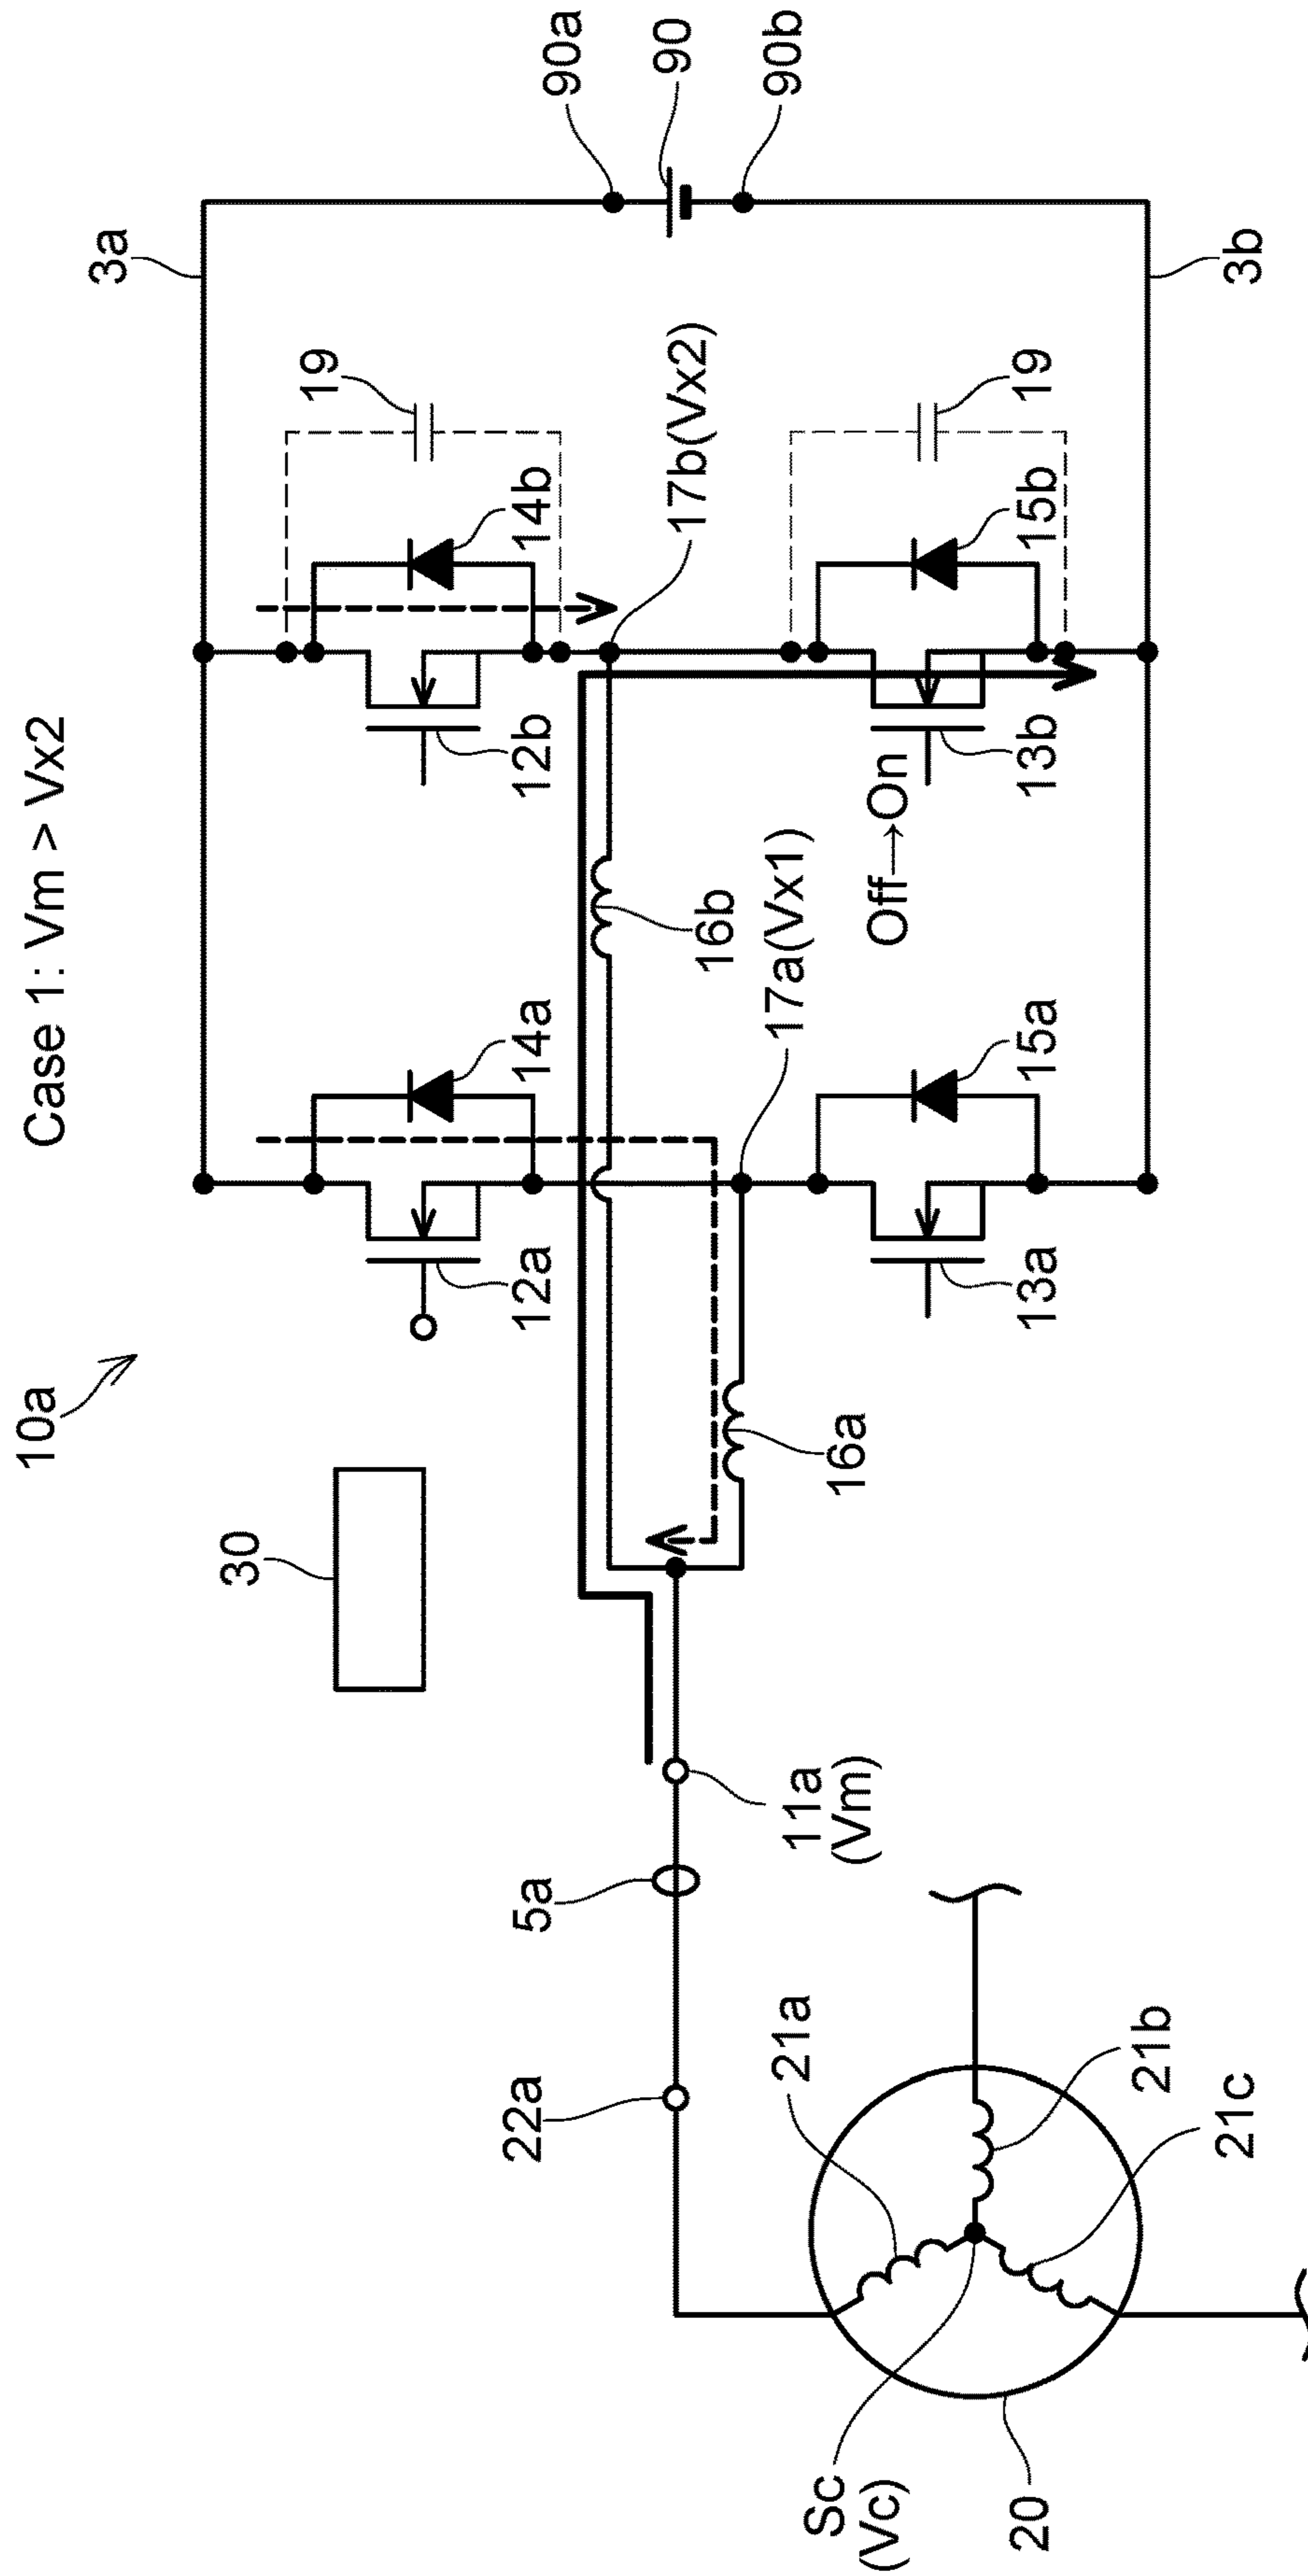 Case 1: Vm > Vx2
10a
30
3a
90a
90
90b
3b
19
19
14b
12b
17b(Vx2)
15b
13b
Off→On
14a
12a
16b
17a(Vx1)
15a
13a
16a
11a
(Vm)
5a
22a
21a
21b
21c
Sc
(Vc)
20